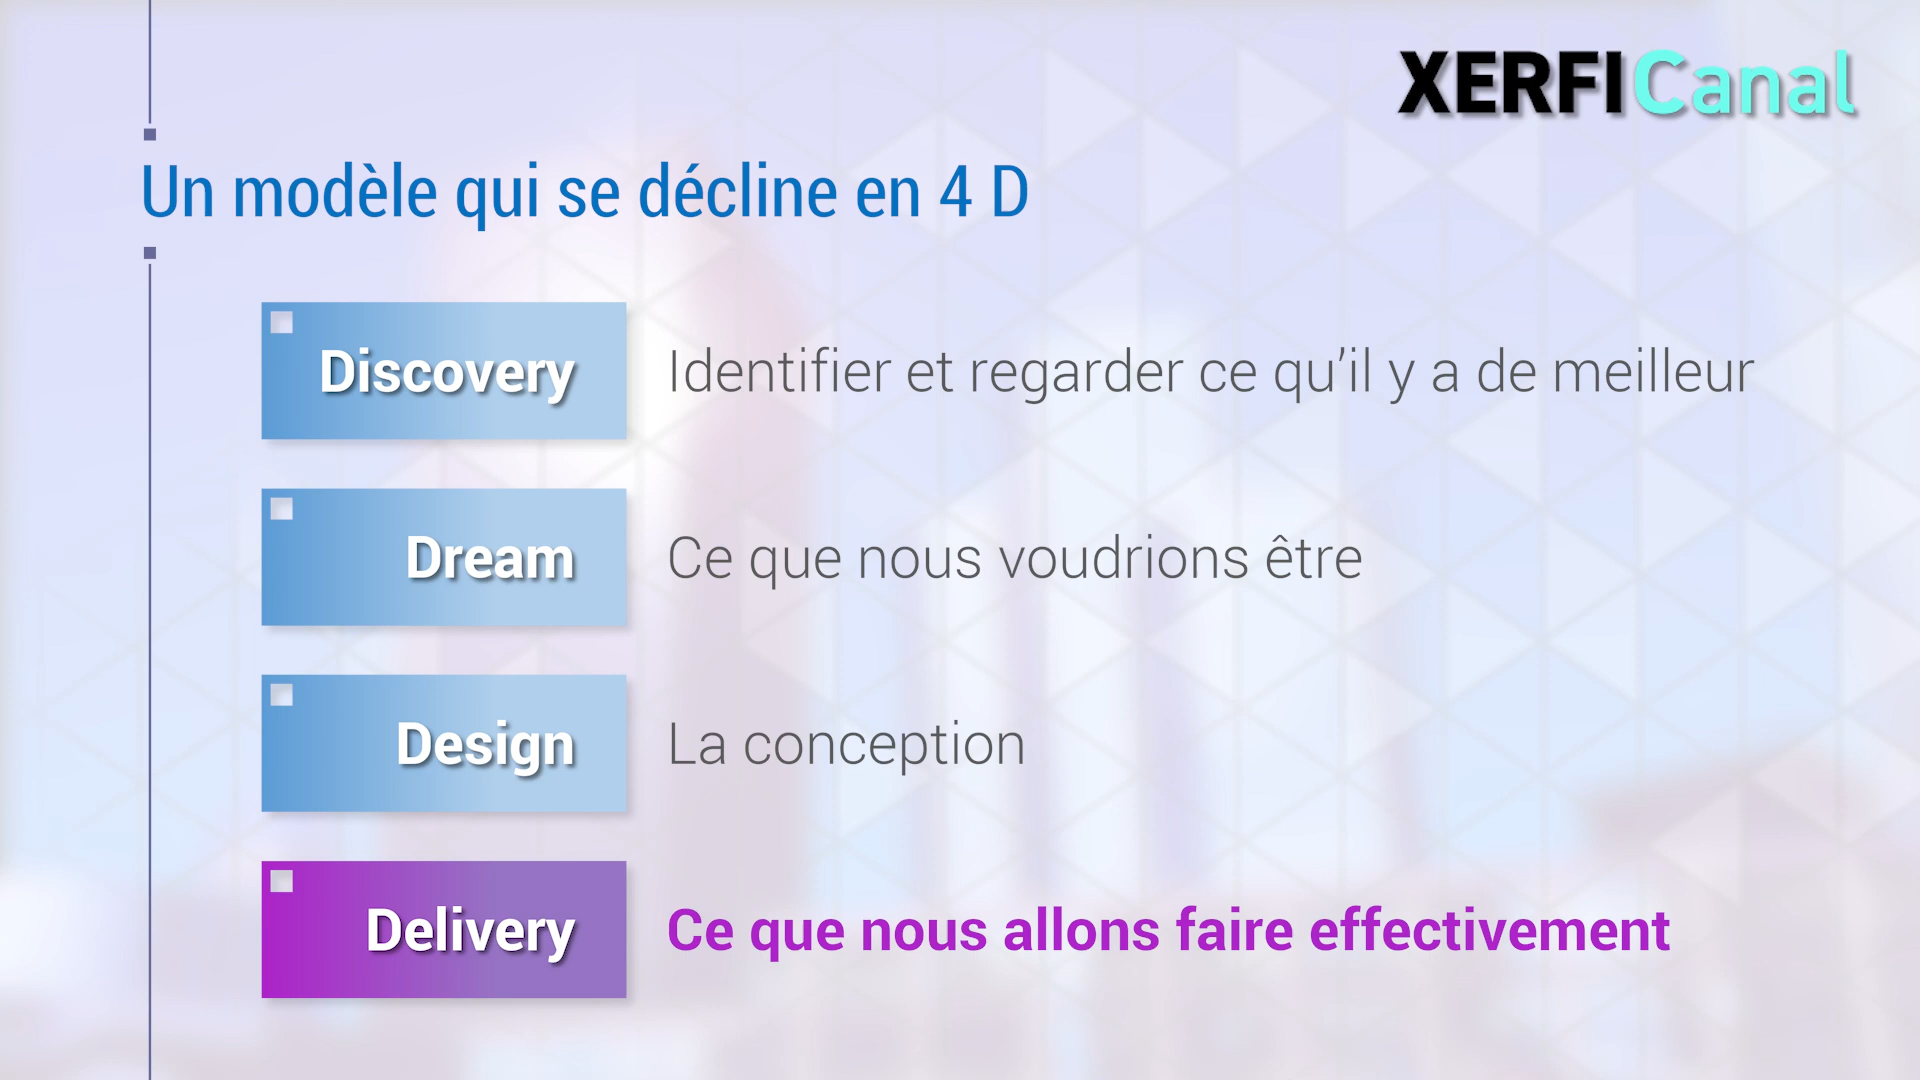 XERFI Canal
Un modèle qui se décline en 4 D
Discovery
Identifier et regarder ce qu’il y a de meilleur
Dream
Ce que nous voudrions être
Design
La conception
Delivery
Ce que nous allons faire effectivement